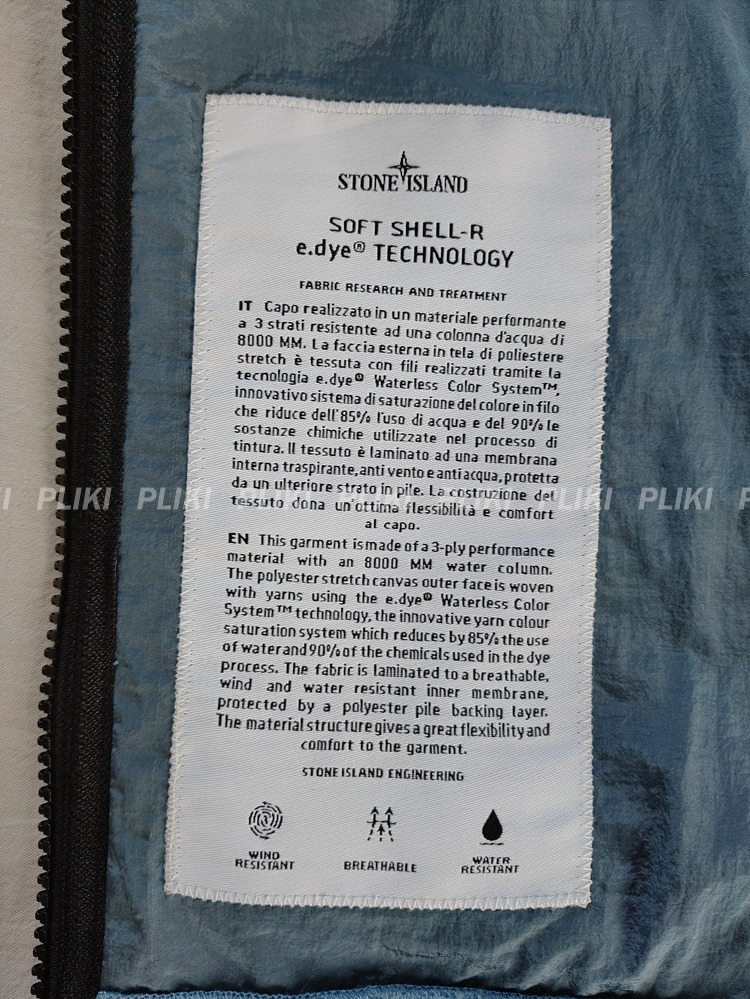 STONE ISLAND
SOFT SHELL-R
e.dye® TECHNOLOGY
FABRIC RESEARCH AND TREATMENT
IT Capo realizzato in un materiale performante
a 3 strati resistente ad una colonna d'acqua di
8000 MM. La faccia esterna in tela di poliestere
stretch è tessuta con fili realizzati tramite la
tecnologia e.dye® Waterless Color System™,
innovativo sistema di saturazione del colore in filo
che riduce dell'85% l'uso di acqua e del 90% le
sostanze chimiche utilizzate nel processo di
tintura. Il tessuto è laminato ad una membrana
interna traspirante, anti vento e anti acqua, protetta
da un ulteriore strato in pile. La costruzione del
PLIKI PLIKI PLIKI PLIKI PLIKI PLIKI PLIKI
tessuto dona un'ottima flessibilità e comfort
al capo.
EN This garment is made of a 3-ply performance
material with an 8000 MM water column.
The polyester stretch canvas outer face is woven
with yarns using the e.dye® Waterless Color
System™ technology, the innovative yarn colour
saturation system which reduces by 85% the use
of water and 90% of the chemicals used in the dye
process. The fabric is laminated to a breathable,
wind and water resistant inner membrane,
protected by a polyester pile backing layer.
The material structure gives a great flexibility and
comfort to the garment.
STONE ISLAND ENGINEERING
WIND
RESISTANT
BREATHABLE
WATER
RESISTANT